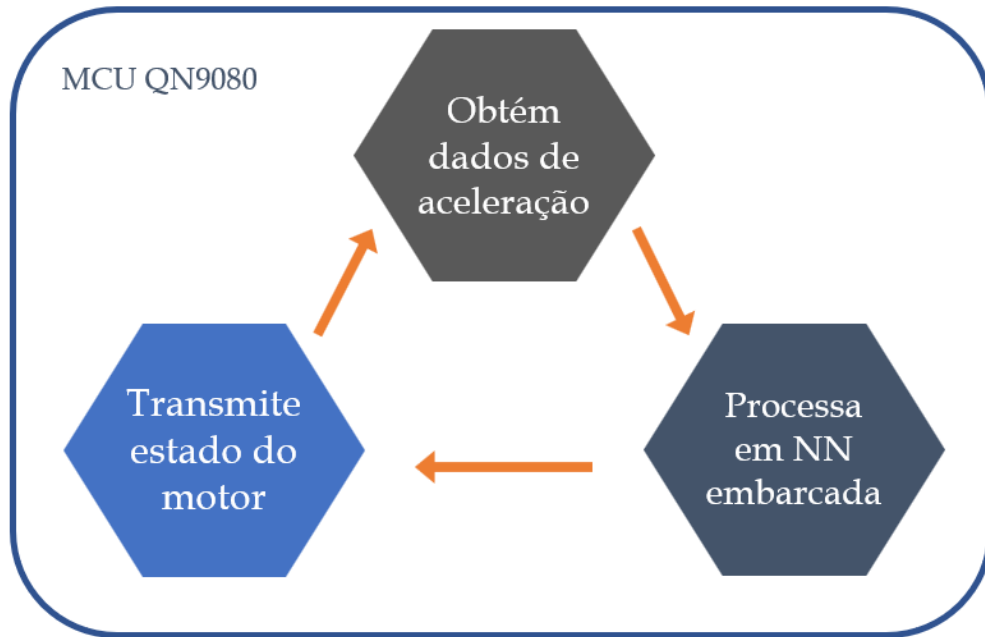 MCU QN9080
Obtém
dados de
aceleração
Transmite
estado do
motor
Processa
em NN
embarcada